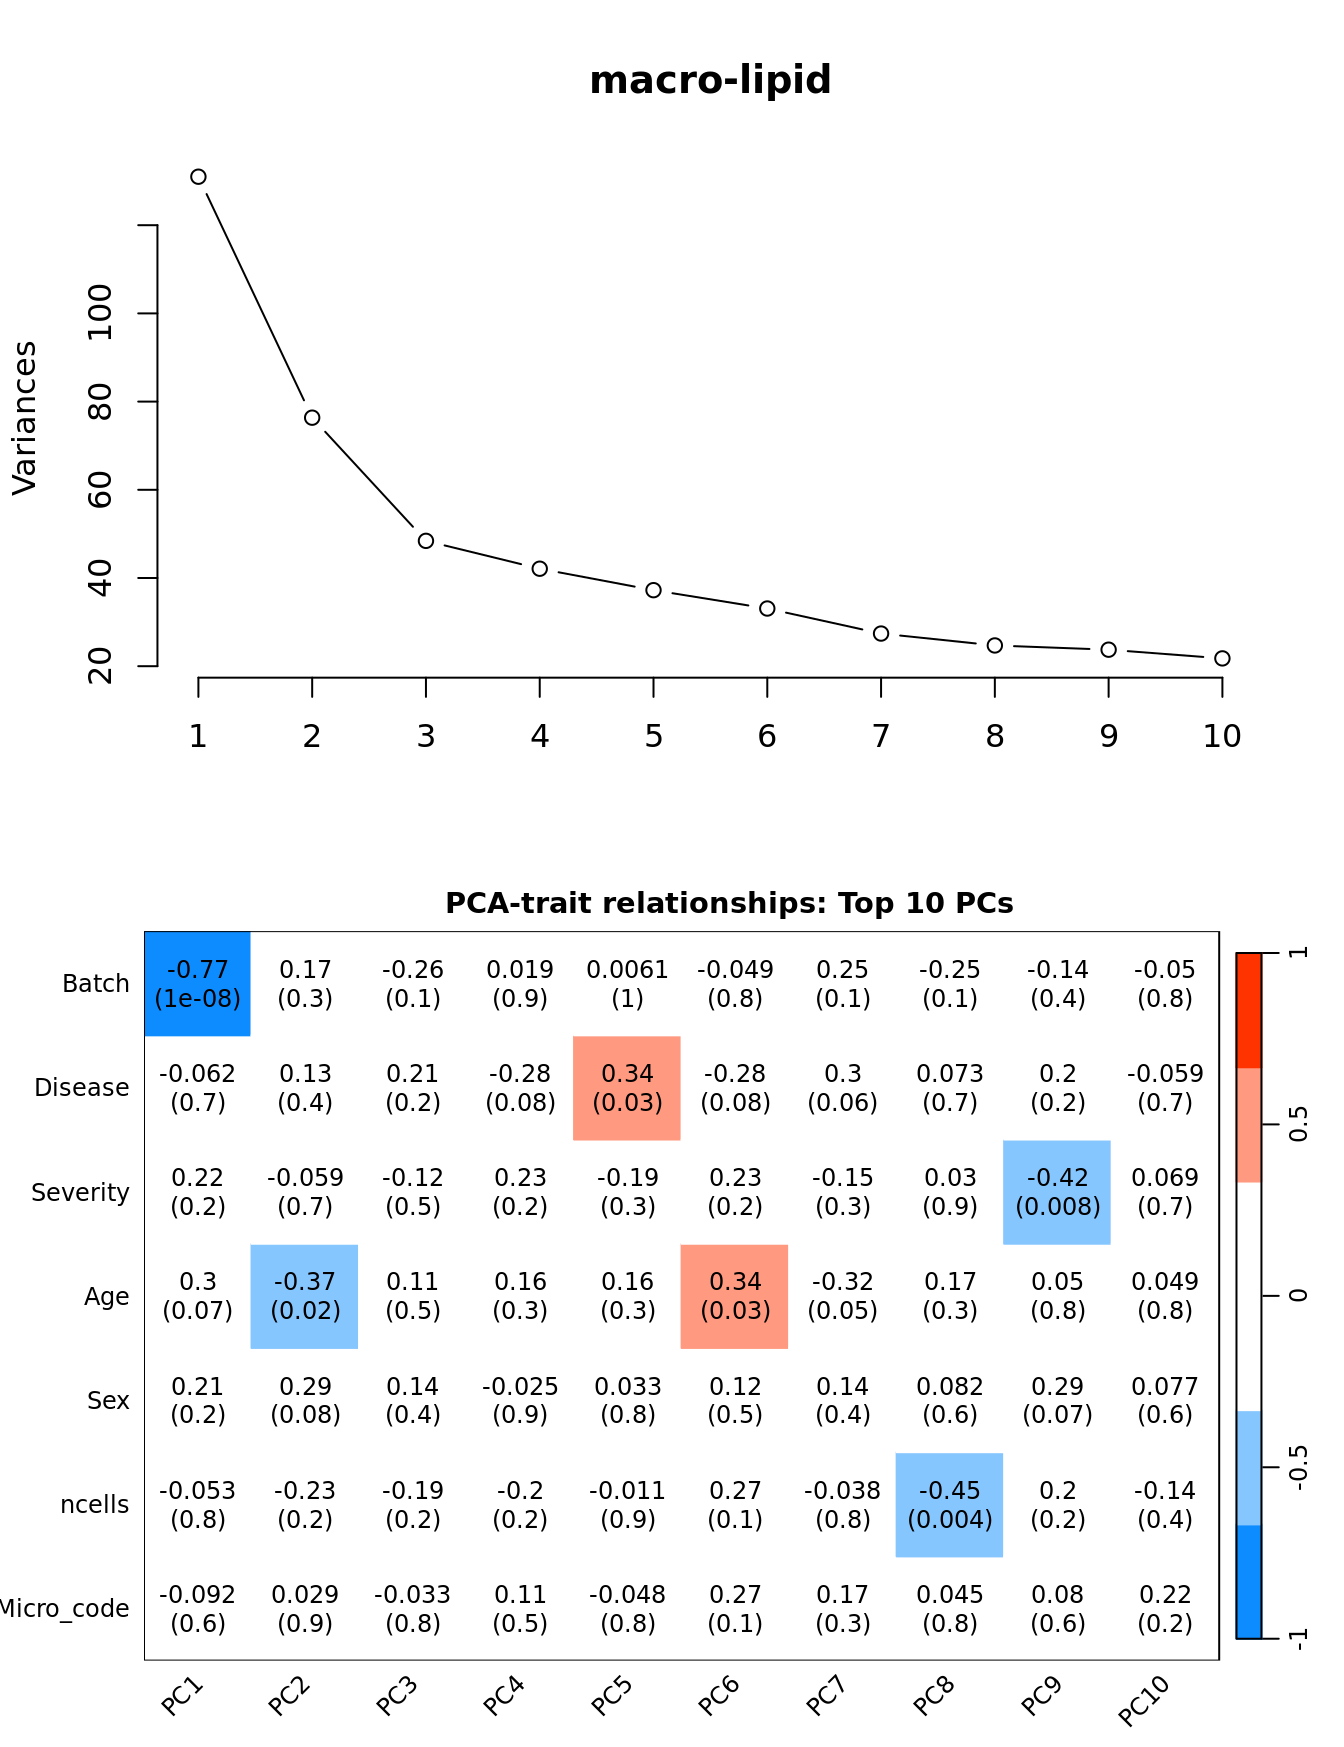 macro-lipid
Variances
100
80
60
40
20
1 2 3 4 5 6 7 8 9 10
PCA-trait relationships: Top 10 PCs
Batch -0.77 0.17 -0.26 0.019 0.0061 -0.049 0.25 -0.25 -0.14 -0.05
(1e-08) (0.3) (0.1) (0.9) (1) (0.8) (0.1) (0.1) (0.4) (0.8)
Disease -0.062 0.13 0.21 -0.28 0.34 -0.28 0.3 0.073 0.2 -0.059
(0.7) (0.4) (0.2) (0.08) (0.03) (0.08) (0.06) (0.7) (0.2) (0.7)
Severity 0.22 -0.059 -0.12 0.23 -0.19 0.23 -0.15 0.03 -0.42 0.069
(0.2) (0.7) (0.5) (0.2) (0.3) (0.2) (0.3) (0.9) (0.008) (0.7)
Age 0.3 -0.37 0.11 0.16 0.16 0.34 -0.32 0.17 0.05 0.049
(0.07) (0.02) (0.5) (0.3) (0.3) (0.03) (0.05) (0.3) (0.8) (0.8)
Sex 0.21 0.29 0.14 -0.025 0.033 0.12 0.14 0.082 0.29 0.077
(0.2) (0.08) (0.4) (0.9) (0.8) (0.5) (0.4) (0.6) (0.07) (0.6)
ncells -0.053 -0.23 -0.19 -0.2 -0.011 0.27 -0.038 -0.45 0.2 -0.14
(0.8) (0.2) (0.2) (0.2) (0.9) (0.1) (0.8) (0.004) (0.2) (0.4)
Micro_code -0.092 0.029 -0.033 0.11 -0.048 0.27 0.17 0.045 0.08 0.22
(0.6) (0.9) (0.8) (0.5) (0.8) (0.1) (0.3) (0.8) (0.6) (0.2)
PC1 PC2 PC3 PC4 PC5 PC6 PC7 PC8 PC9 PC10
1
0.5
0
-0.5
-1